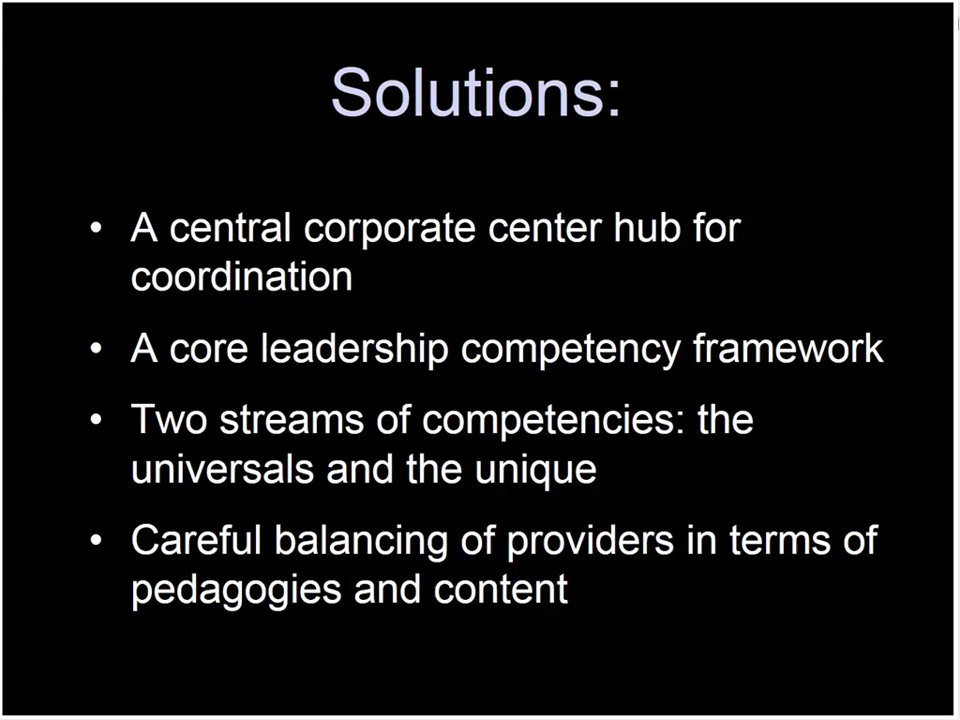 Solutions:
• A central corporate center hub for
coordination
• A core leadership competency framework
• Two streams of competencies: the
universals and the unique
• Careful balancing of providers in terms of
pedagogies and content